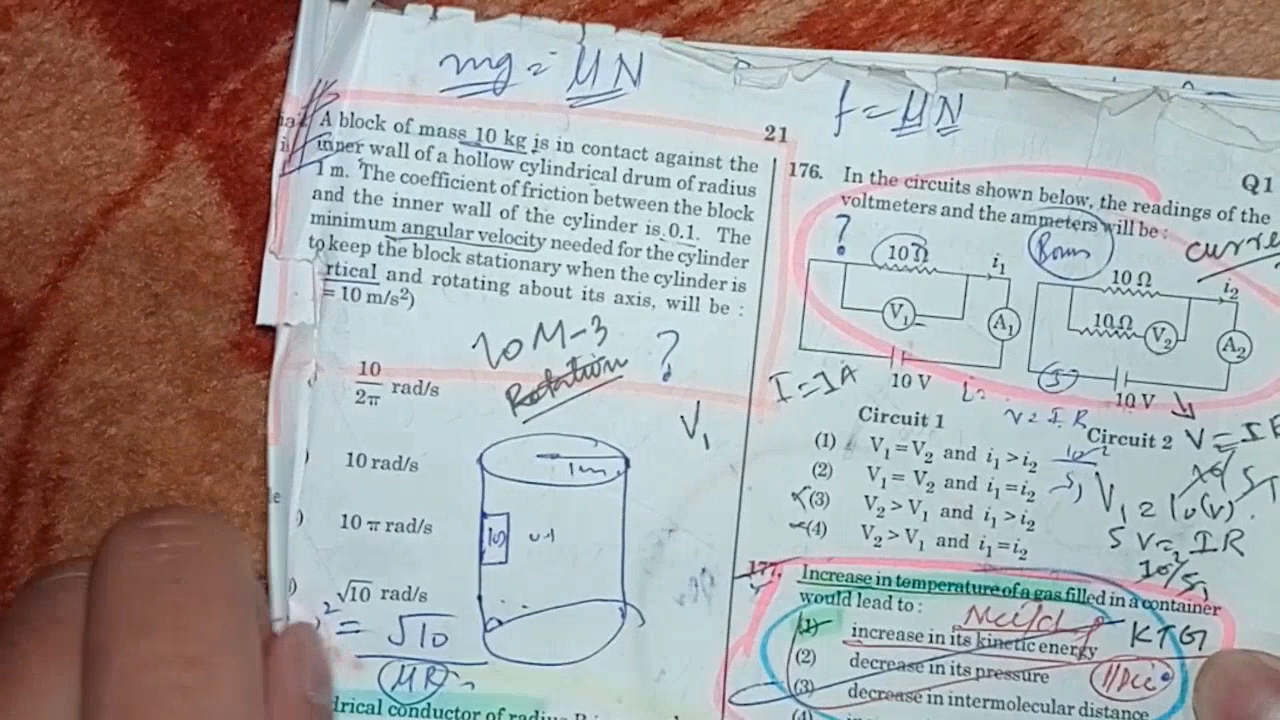 mg = μN
f = μN
21
A block of mass 10 kg is in contact against the
inner wall of a hollow cylindrical drum of radius
1 m. The coefficient of friction between the block
and the inner wall of the cylinder is 0.1. The
minimum angular velocity needed for the cylinder
to keep the block stationary when the cylinder is
rtical and rotating about its axis, will be :
= 10 m/s²)
10 M-3
Rotation
?
10/2π rad/s
10 rad/s
10 π rad/s
√10 rad/s
V₁
1m
10
0.1
² = √10
μR
drical conductor of radius
176. In the circuits shown below, the readings of the
voltmeters and the ammeters will be :
Q1
curre
?
10 Ω
i₁
V₁
A₁
10 V
10 Ω
i₂
10 Ω
V₂
A₂
10 V
I = 1A
V = IR
Circuit 1
Circuit 2
V = I
(1) V₁ = V₂ and i₁ > i₂
(2) V₁ = V₂ and i₁ = i₂
(3) V₂ > V₁ and i₁ > i₂
(4) V₂ > V₁ and i₁ = i₂
V = IR
177. Increase in temperature of a gas filled in a container
would lead to :
KTG
(1) increase in its kinetic energy
(2) decrease in its pressure
(3) decrease in intermolecular distance
(4)